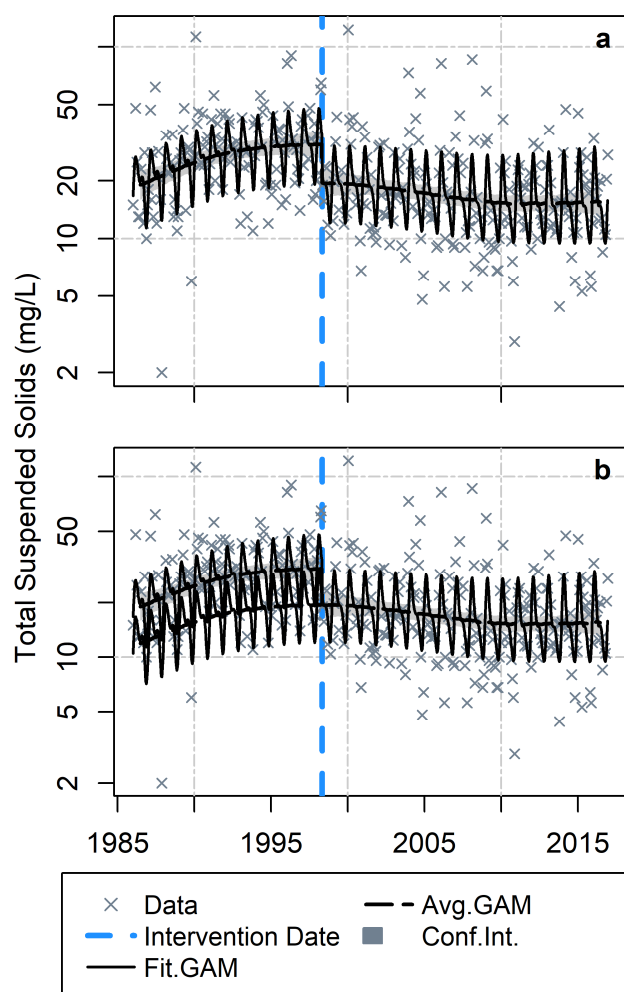 Total Suspended Solids (mg/L)
a
50
20
10
5
2
b
50
20
10
5
2
1985
1995
2005
2015
Data
Avg.GAM
Intervention Date
Conf.Int.
Fit.GAM